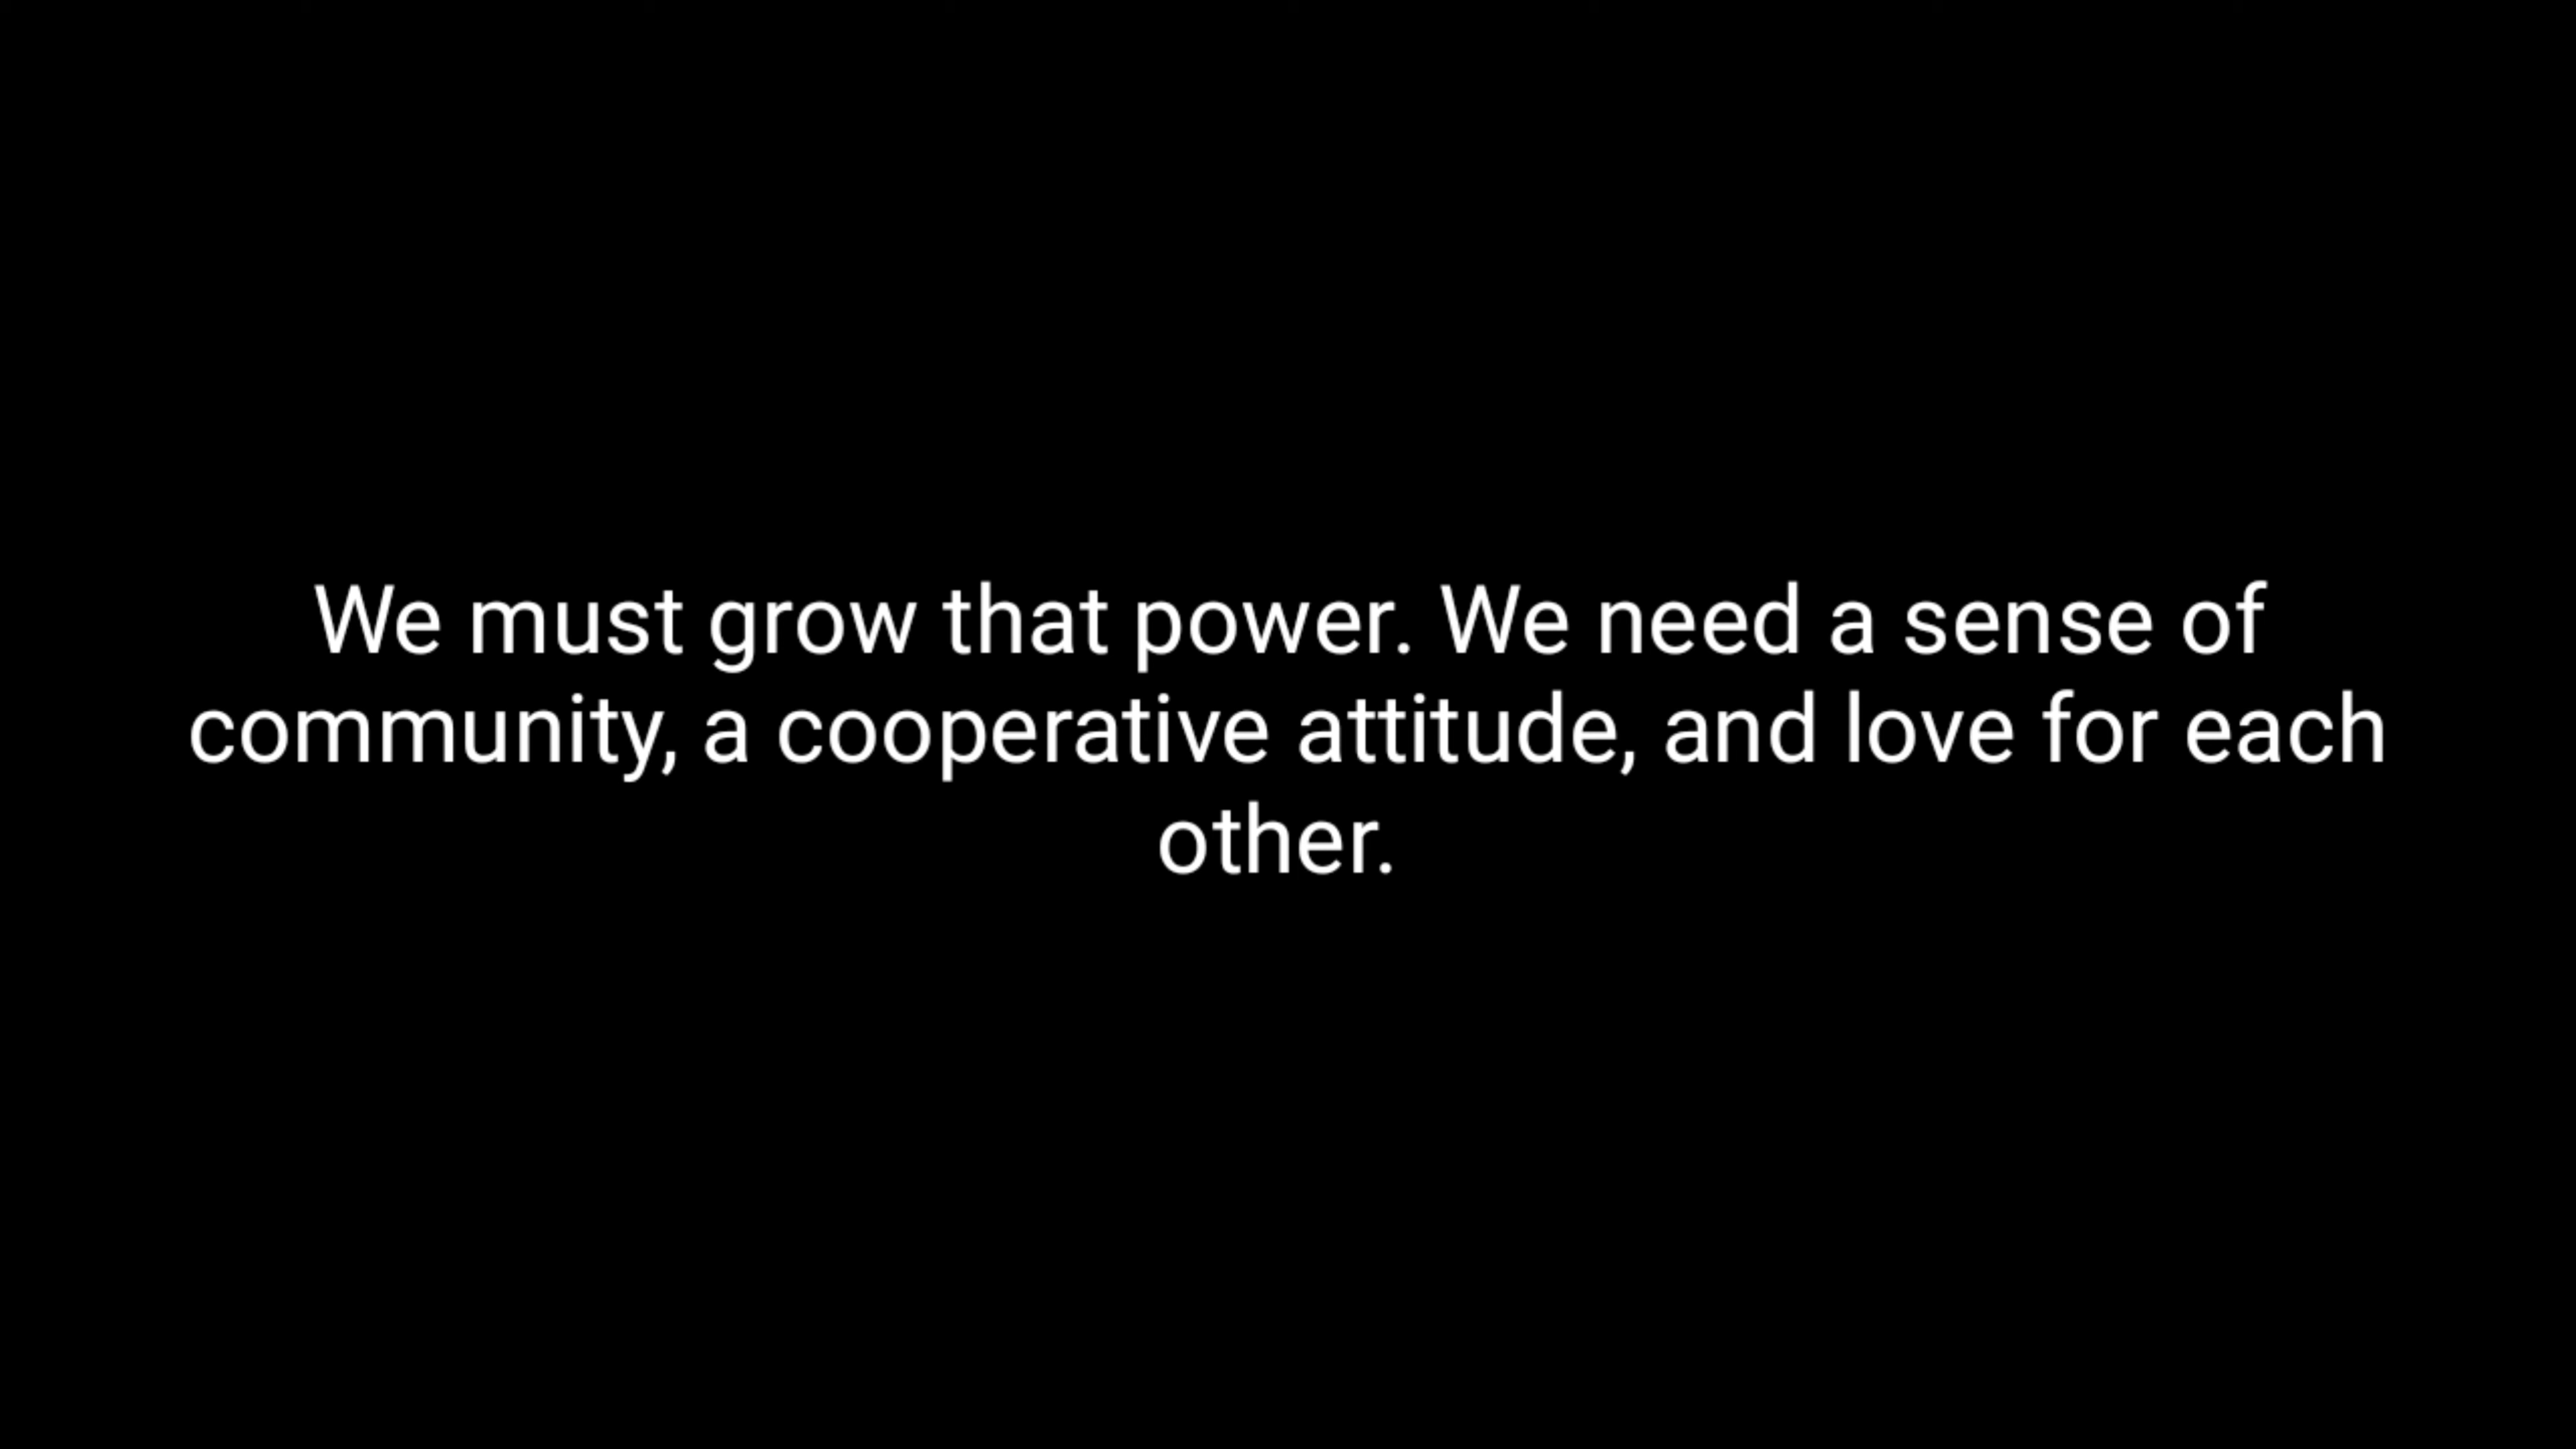 We must grow that power. We need a sense of
community, a cooperative attitude, and love for each
other.